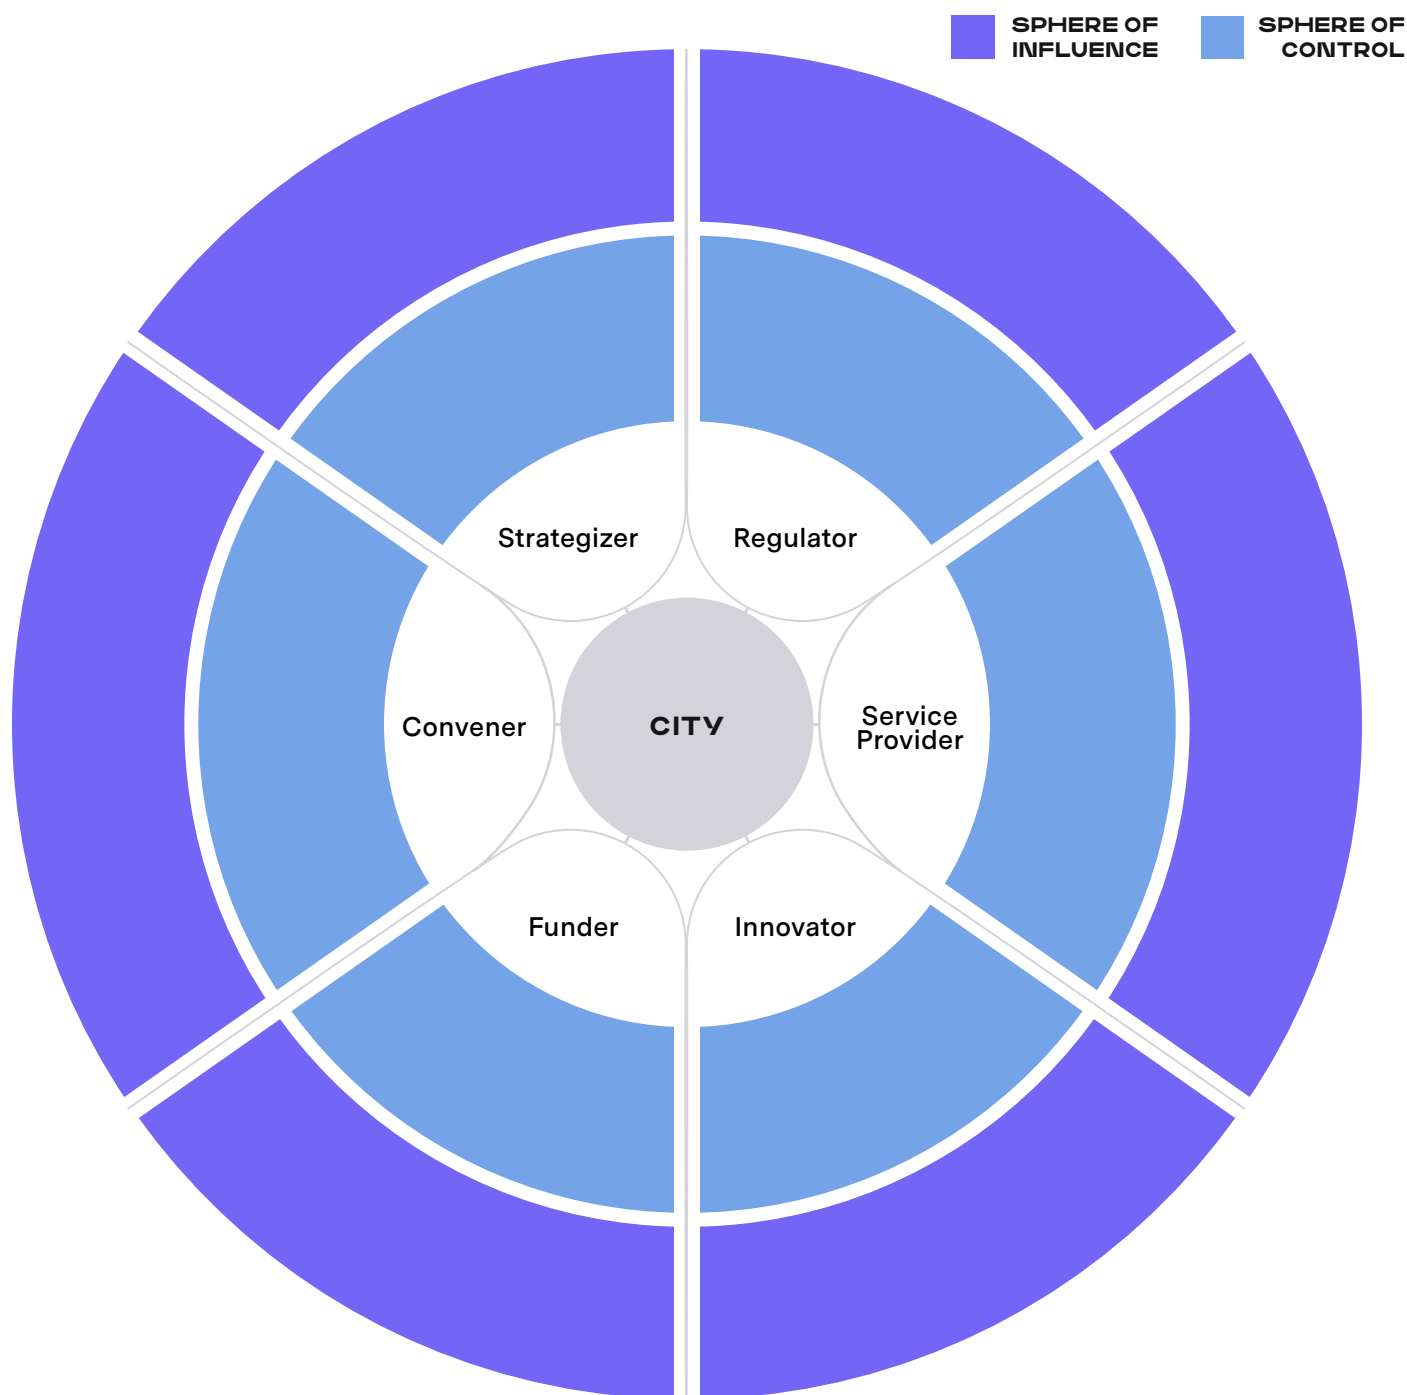 SPHERE OF
INFLUENCE
SPHERE OF
CONTROL
Strategizer
Regulator
Convener
CITY
Service
Provider
Funder
Innovator